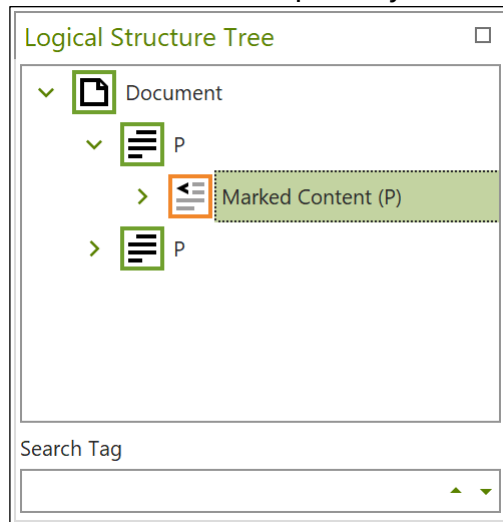 Logical Structure Tree
Document
P
Marked Content (P)
P
Search Tag